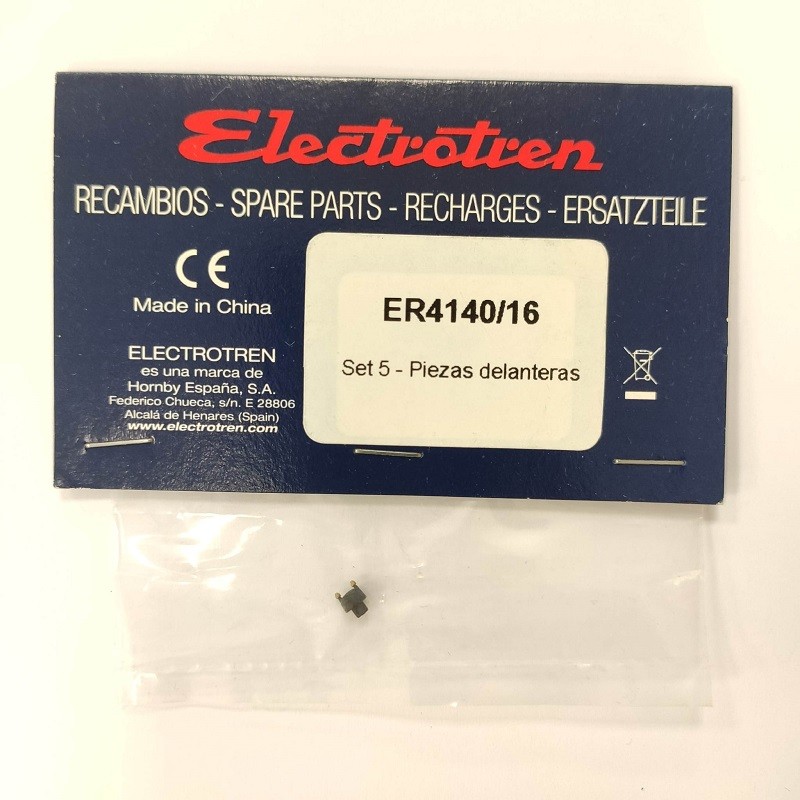 Electrotren
RECAMBIOS - SPARE PARTS - RECHARGES - ERSATZTEILE
CE
Made in China
ELECTROTREN
es una marca de
Hornby España, S.A.
Federico Chueca, s/n. E 28806
Alcalá de Henares (Spain)
www.electrotren.com
ER4140/16
Set 5 - Piezas delanteras